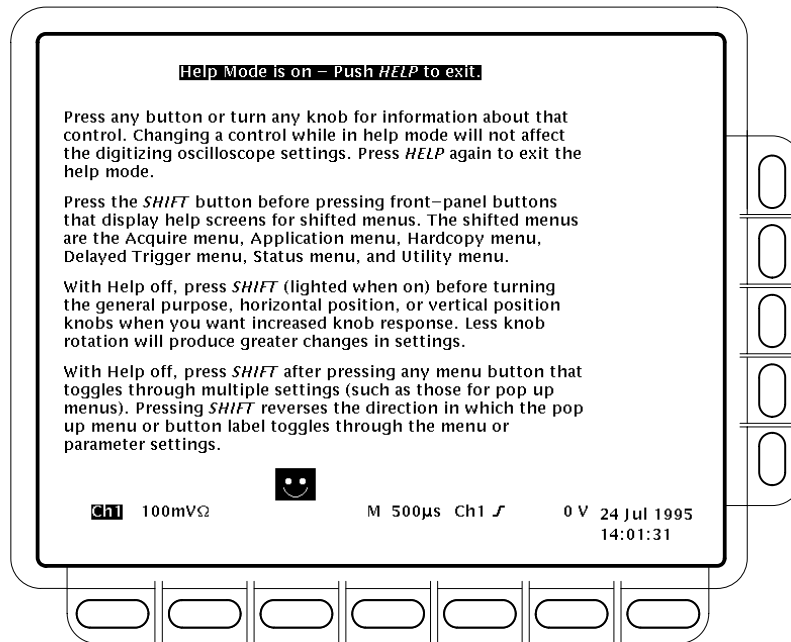 Help Mode is on – Push HELP to exit.
Press any button or turn any knob for information about that
control. Changing a control while in help mode will not affect
the digitizing oscilloscope settings. Press HELP again to exit the
help mode.
Press the SHIFT button before pressing front–panel buttons
that display help screens for shifted menus. The shifted menus
are the Acquire menu, Application menu, Hardcopy menu,
Delayed Trigger menu, Status menu, and Utility menu.
With Help off, press SHIFT (lighted when on) before turning
the general purpose, horizontal position, or vertical position
knobs when you want increased knob response. Less knob
rotation will produce greater changes in settings.
With Help off, press SHIFT after pressing any menu button that
toggles through multiple settings (such as those for pop up
menus). Pressing SHIFT reverses the direction in which the pop
up menu or button label toggles through the menu or
parameter settings.
Ch1 100mVΩ M 500µs Ch1 0 V 24 Jul 1995
14:01:31